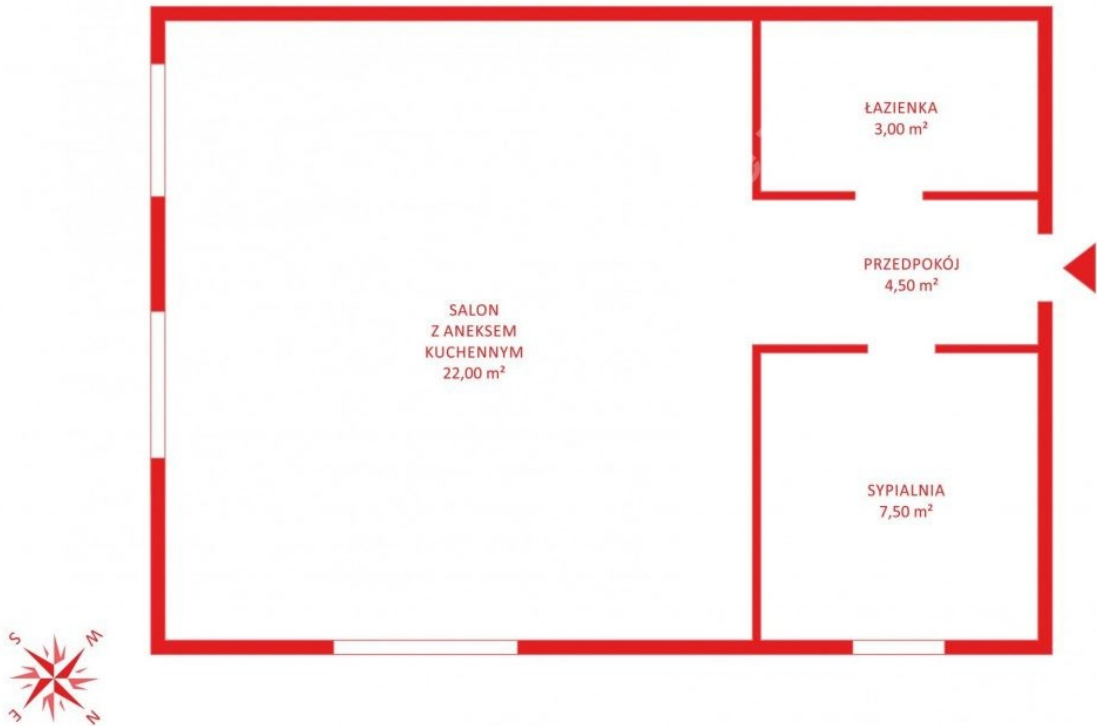 ŁAZIENKA
3,00 m²
PRZEDPOKÓJ
4,50 m²
SALON
Z ANEKSEM
KUCHENNYM
22,00 m²
SYPIALNIA
7,50 m²
S
W
E
N